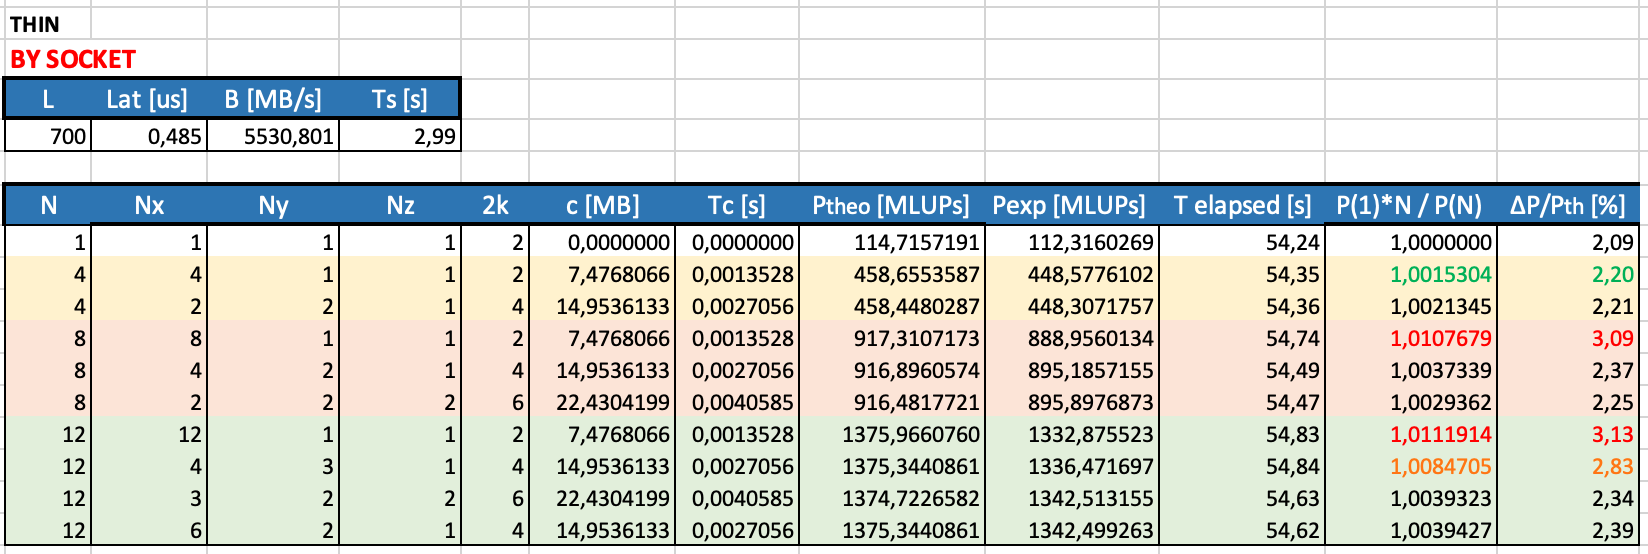 THIN
BY SOCKET
L Lat [us] B [MB/s] Ts [s]
700 0,485 5530,801 2,99
N Nx Ny Nz 2k c [MB] Tc [s] Ptheo [MLUPs] Pexp [MLUPs] T elapsed [s] P(1)*N / P(N) ΔP/Pth [%]
1 1 1 1 2 0,0000000 0,0000000 114,7157191 112,3160269 54,24 1,0000000 2,09
4 4 1 1 2 7,4768066 0,0013528 458,6553587 448,5776102 54,35 1,0015304 2,20
4 2 2 1 4 14,9536133 0,0027056 458,4480287 448,3071757 54,36 1,0021345 2,21
8 8 1 1 2 7,4768066 0,0013528 917,3107173 888,9560134 54,74 1,0107679 3,09
8 4 2 1 4 14,9536133 0,0027056 916,8960574 895,1857155 54,49 1,0037339 2,37
8 2 2 2 6 22,4304199 0,0040585 916,4817721 895,8976873 54,47 1,0029362 2,25
12 12 1 1 2 7,4768066 0,0013528 1375,9660760 1332,875523 54,83 1,0111914 3,13
12 4 3 1 4 14,9536133 0,0027056 1375,3440861 1336,471697 54,84 1,0084705 2,83
12 3 2 2 6 22,4304199 0,0040585 1374,7226582 1342,513155 54,63 1,0039323 2,34
12 6 2 1 4 14,9536133 0,0027056 1375,3440861 1342,499263 54,62 1,0039427 2,39